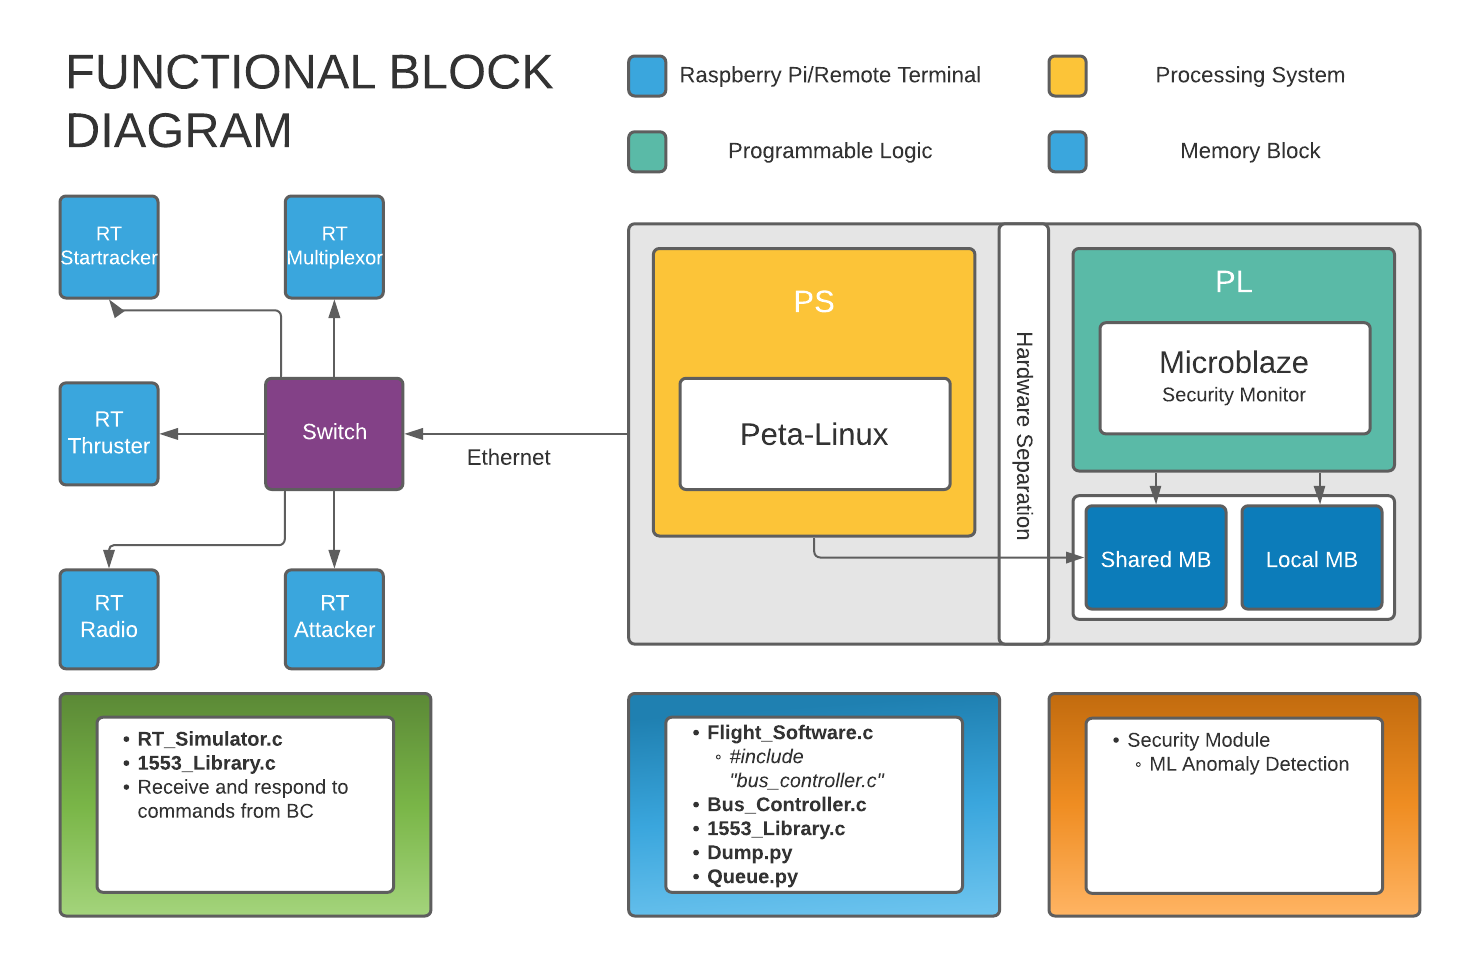 FUNCTIONAL BLOCK
DIAGRAM
Raspberry Pi/Remote Terminal
Processing System
Programmable Logic
Memory Block
RT
Startracker
RT
Multiplexor
RT
Thruster
Switch
Ethernet
RT
Radio
RT
Attacker
PS
Peta-Linux
Hardware Separation
PL
Microblaze
Security Monitor
Shared MB
Local MB
• RT_Simulator.c
• 1553_Library.c
• Receive and respond to
commands from BC
• Flight_Software.c
◦ #include
"bus_controller.c"
• Bus_Controller.c
• 1553_Library.c
• Dump.py
• Queue.py
• Security Module
◦ ML Anomaly Detection